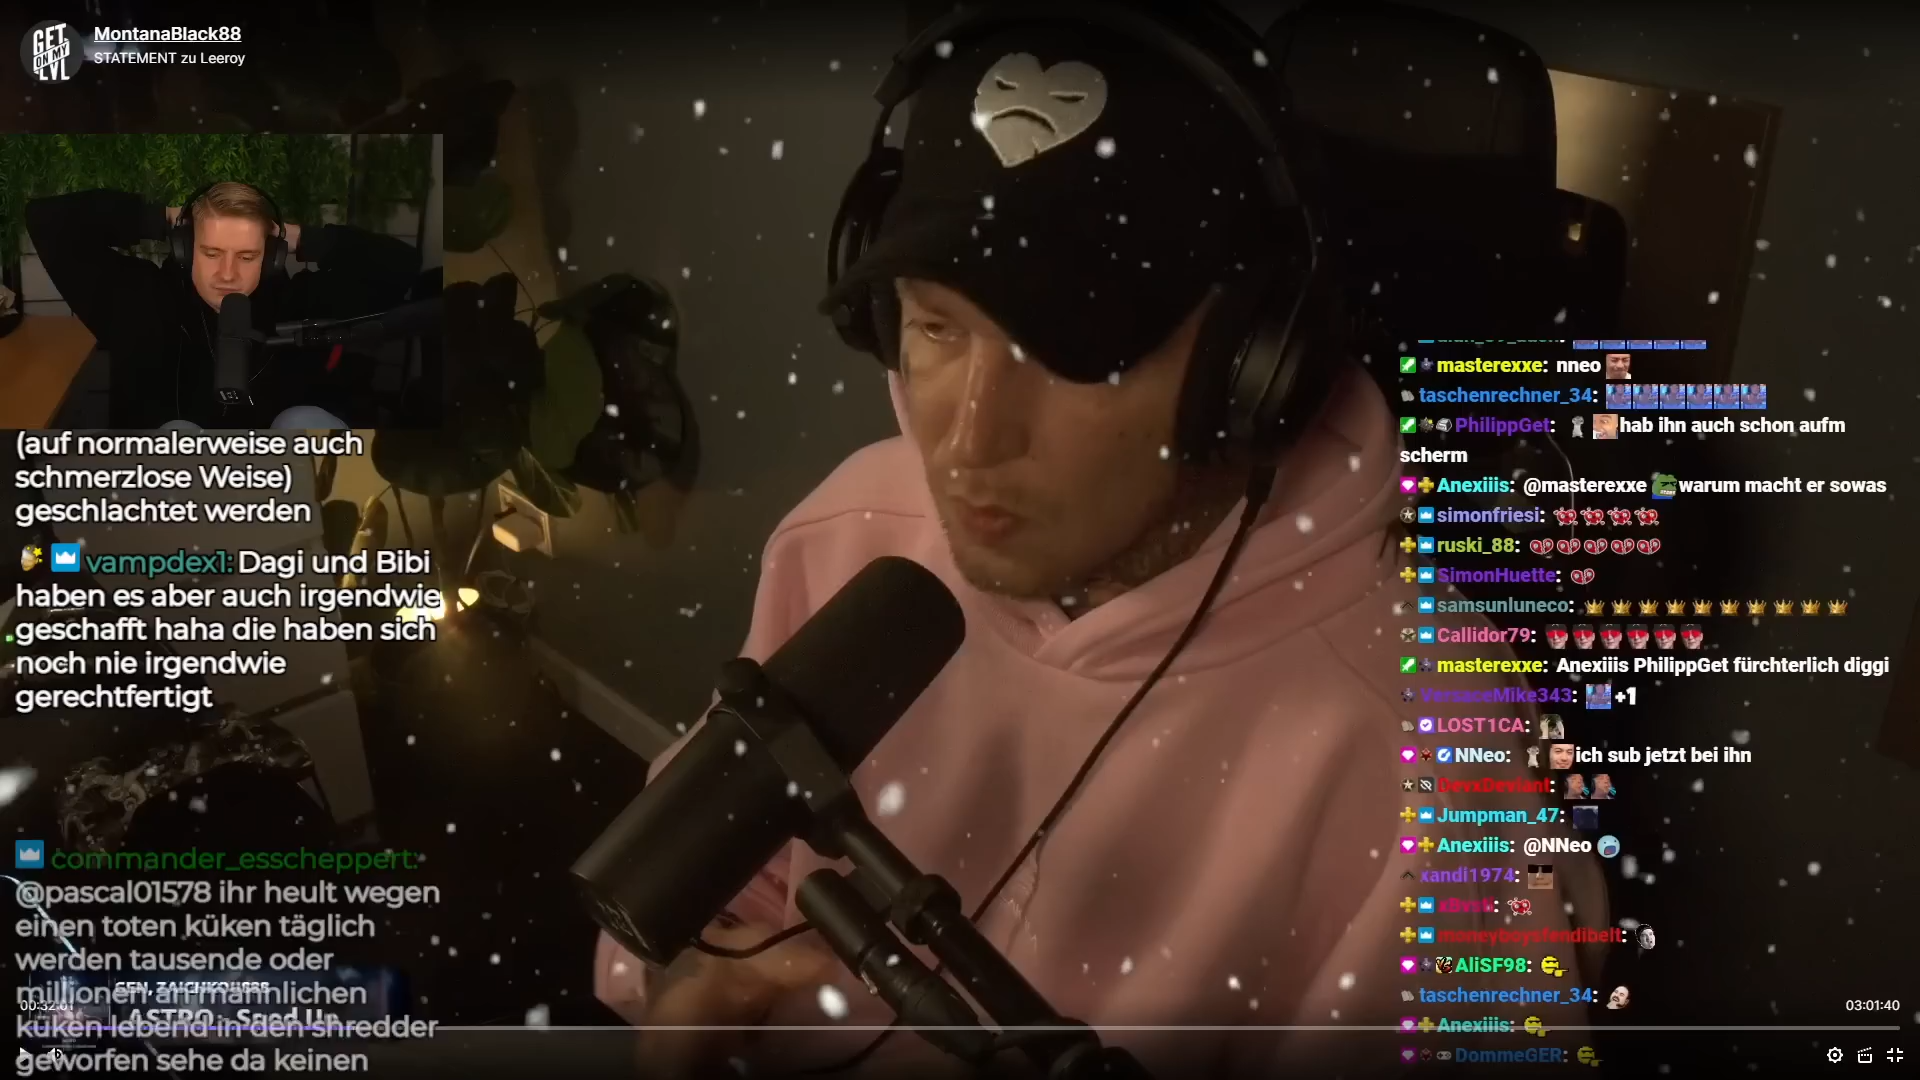 GET
ON MY
LVL
MontanaBlack88
STATEMENT zu Leeroy
(auf normalerweise auch
schmerzlose Weise)
geschlachtet werden
vampdex1: Dagi und Bibi
haben es aber auch irgendwie
geschafft haha die haben sich
noch nie irgendwie
gerechtfertigt
commander_esscheppert:
@pascal01578 ihr heult wegen
einen toten küken täglich
werden tausende oder
millionen an männlichen
küken lebend in den shredder
geworfen sehe da keinen
00:32:01
masterexxe: nneo
taschenrechner_34:
PhilippGet: hab ihn auch schon aufm
scherm
Anexiiis: @masterexxe warum macht er sowas
simonfriesi:
ruski_88:
SimonHuette:
samsunluneco:
Callidor79:
masterexxe: Anexiiis PhilippGet fürchterlich diggi
VersaceMike343: +1
LOST1CA:
NNeo: ich sub jetzt bei ihn
DevxDeviant:
Jumpman_47:
Anexiiis: @NNeo
xandi1974:
moneyboysfendibelt:
AliSF98:
taschenrechner_34:
Anexiiis:
DommeGER:
03:01:40